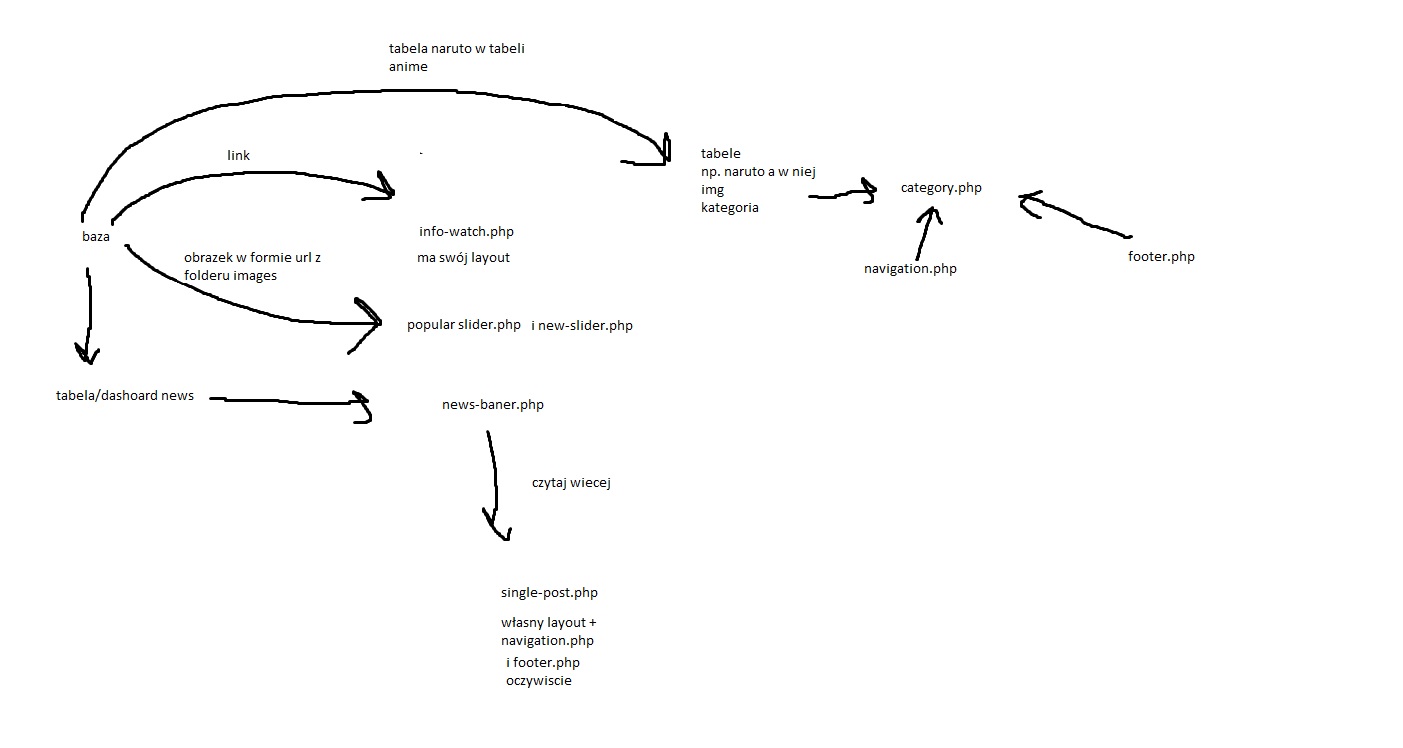 tabela naruto w tabeli
anime
link
tabele
np. naruto a w niej
img
kategoria
category.php
baza
info-watch.php
ma swój layout
obrazek w formie url z
folderu images
navigation.php
footer.php
popular slider.php i new-slider.php
tabela/dashoard news
news-baner.php
czytaj wiecej
single-post.php
własny layout +
navigation.php
i footer.php
oczywiscie